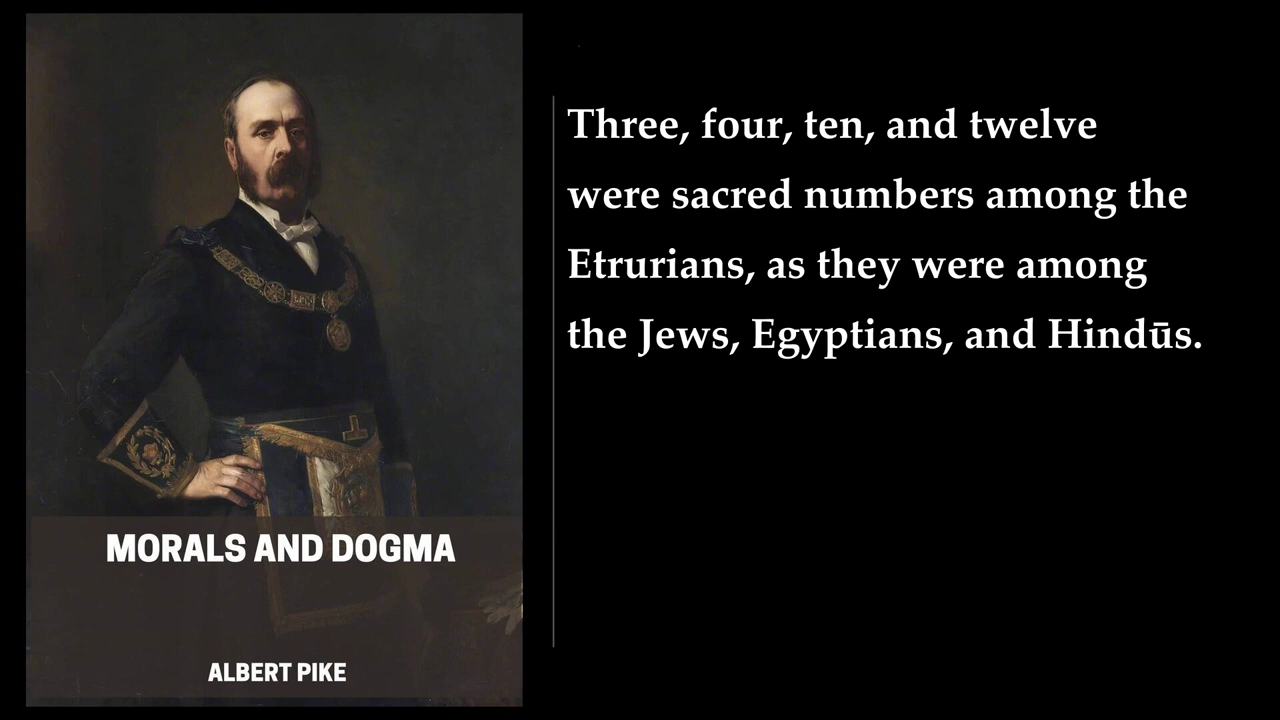 MORALS AND DOGMA
ALBERT PIKE
Three, four, ten, and twelve
were sacred numbers among the
Etrurians, as they were among
the Jews, Egyptians, and Hindūs.